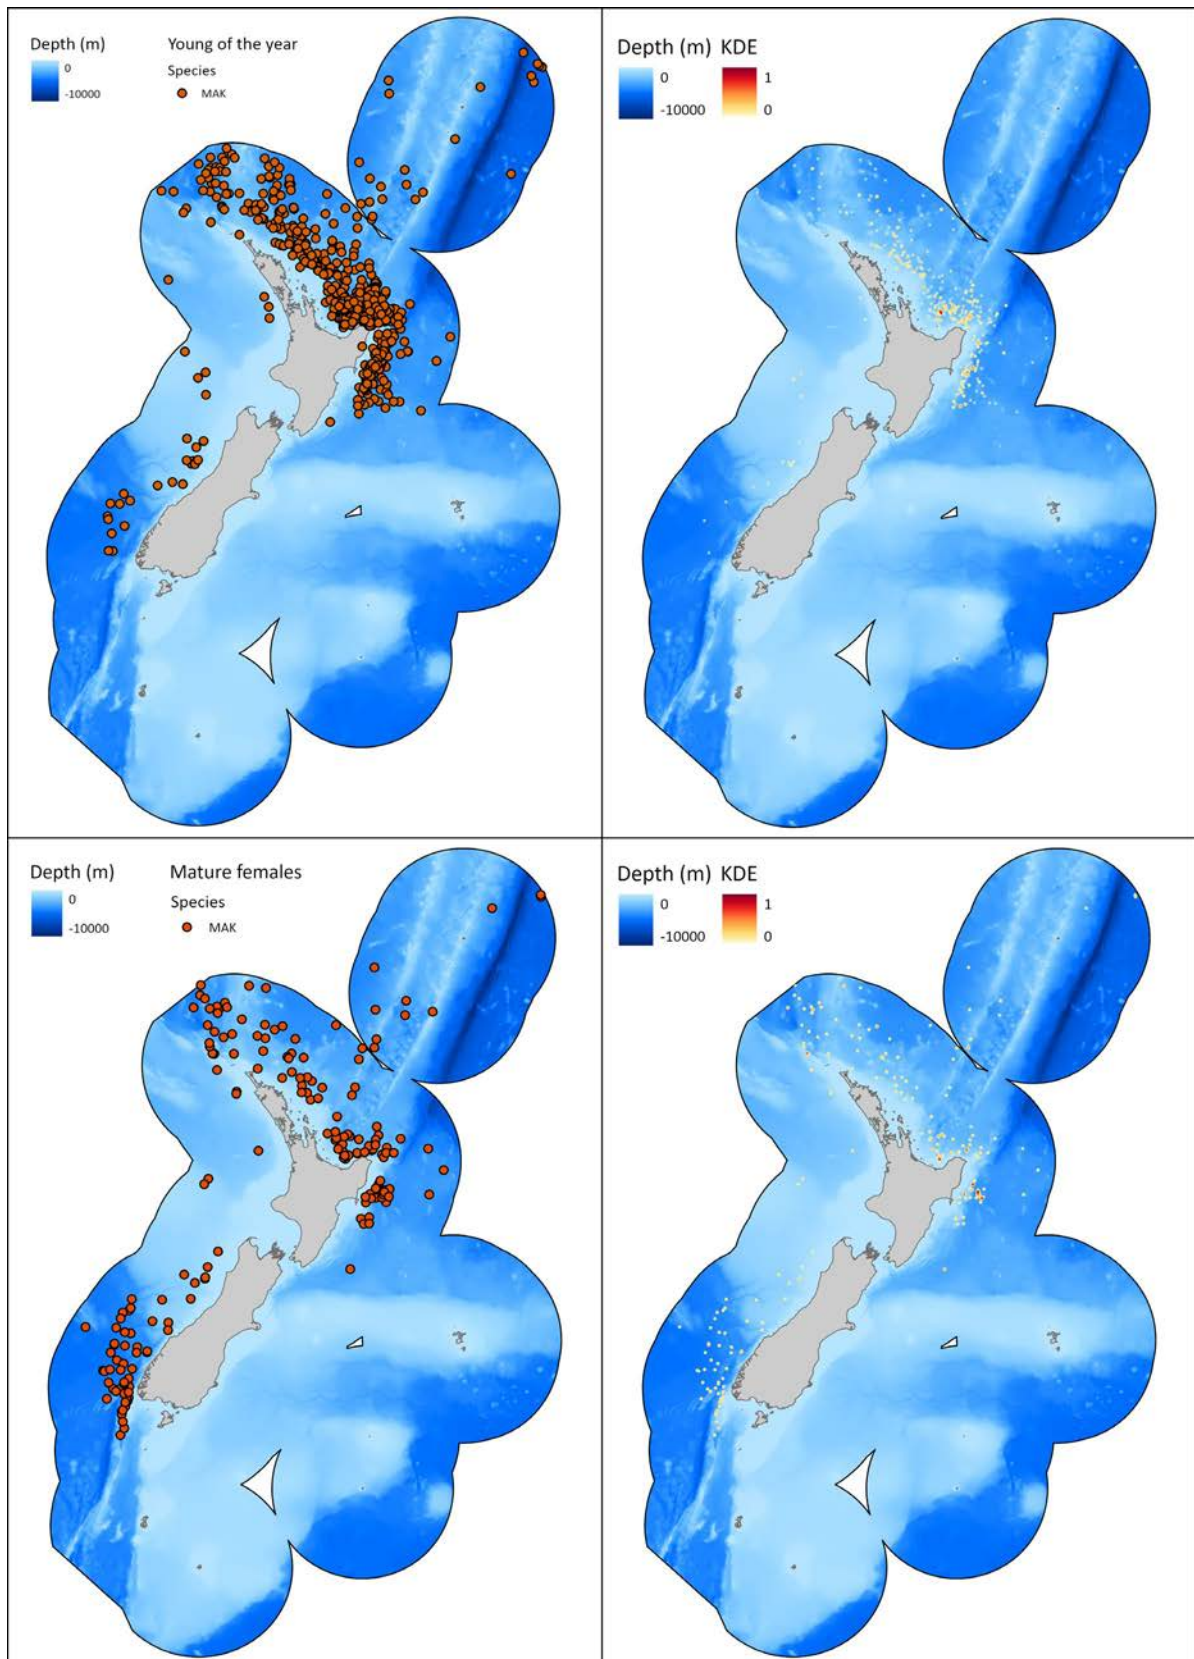 Depth (m) Young of the year
0 Species
-10000 MAK
Depth (m) KDE
0 1
-10000 0
Depth (m) Mature females
0 Species
-10000 MAK
Depth (m) KDE
0 1
-10000 0